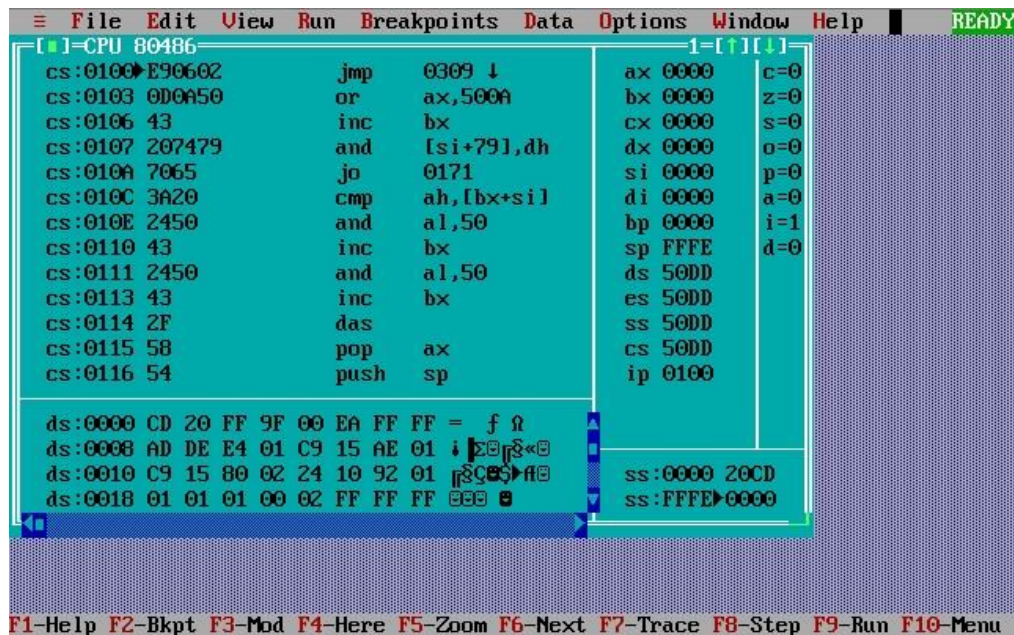 ≡ File Edit View Run Breakpoints Data Options Window Help READY
[■]=CPU 80486 1=[↑][↓]
cs:0100►E90602 jmp 0309 ↓ ax 0000 c=0
cs:0103 0D0A50 or ax,500A bx 0000 z=0
cs:0106 43 inc bx cx 0000 s=0
cs:0107 207479 and [si+79],dh dx 0000 o=0
cs:010A 7065 jo 0171 si 0000 p=0
cs:010C 3A20 cmp ah,[bx+si] di 0000 a=0
cs:010E 2450 and al,50 bp 0000 i=1
cs:0110 43 inc bx sp FFFE d=0
cs:0111 2450 and al,50 ds 50DD
cs:0113 43 inc bx es 50DD
cs:0114 2F das ss 50DD
cs:0115 58 pop ax cs 50DD
cs:0116 54 push sp ip 0100
ds:0000 CD 20 FF 9F 00 EA FF FF = ƒ Ω
ds:0008 AD DE E4 01 C9 15 AE 01 ¡▐Σ☺╔§«☺
ds:0010 C9 15 80 02 24 10 92 01 ╔§Ç☻$►Æ☺ ss:0000 20CD
ds:0018 01 01 01 00 02 FF FF FF ☺☺☺ ☻ ss:FFFE►0000
F1-Help F2-Bkpt F3-Mod F4-Here F5-Zoom F6-Next F7-Trace F8-Step F9-Run F10-Menu